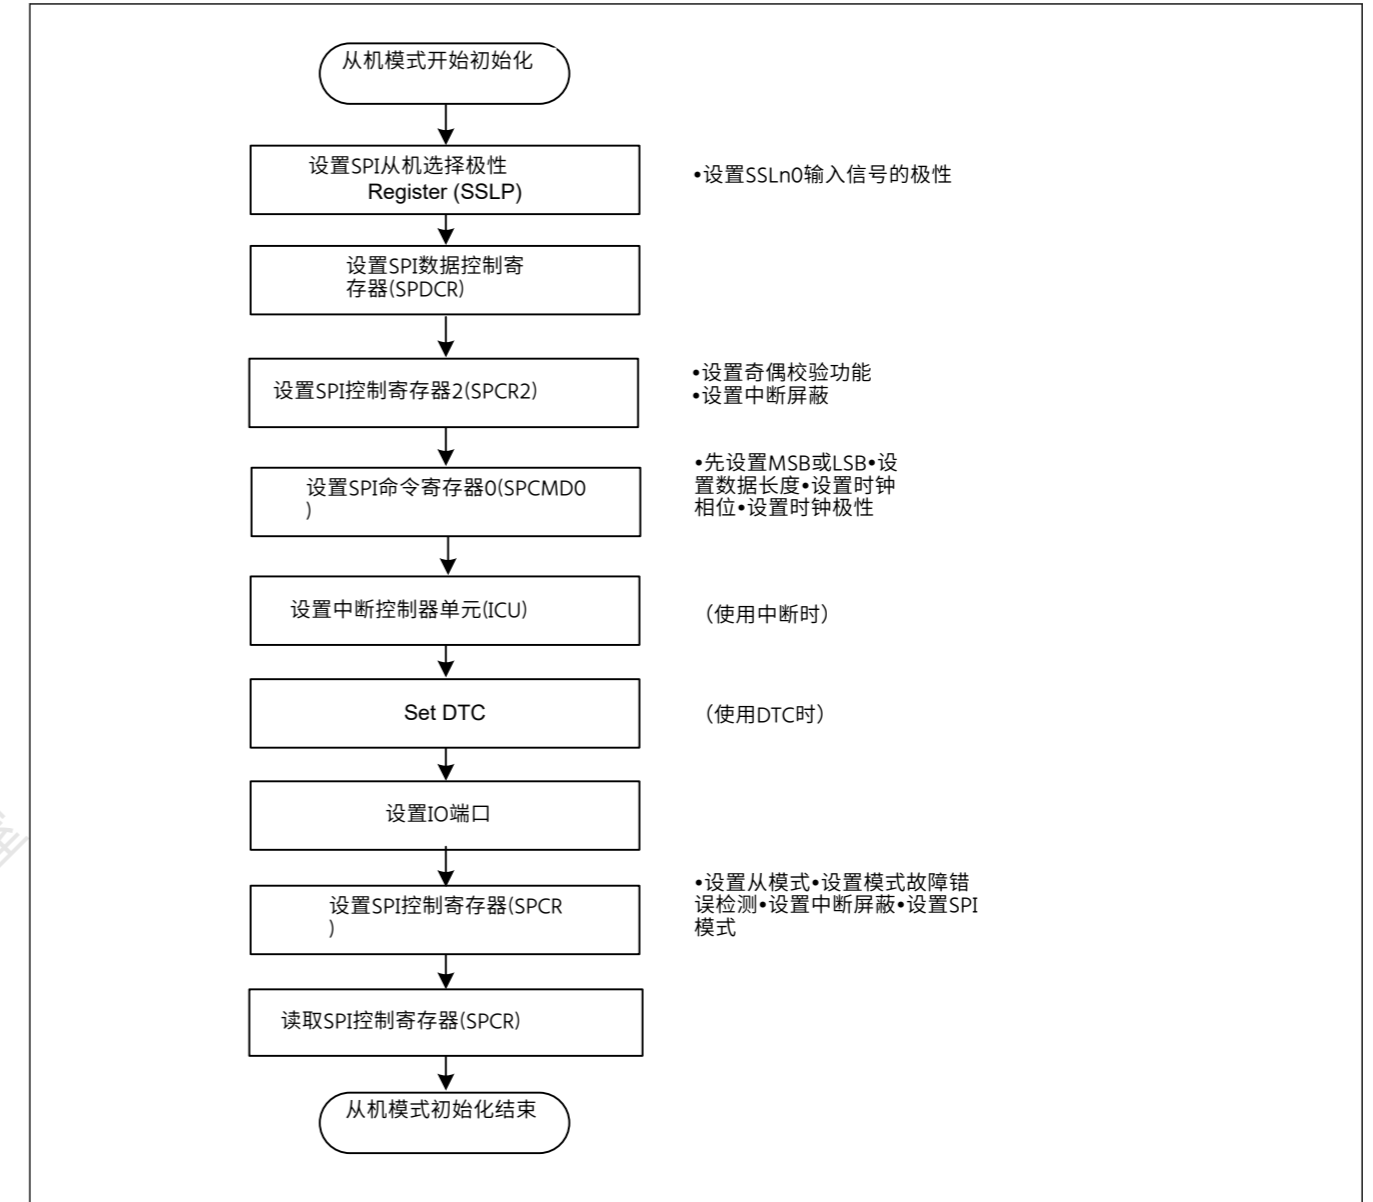 从机模式开始初始化
设置SPI从机选择极性
Register (SSLP)
•设置SSLn0输入信号的极性
设置SPI数据控制寄
存器(SPDCR)
设置SPI控制寄存器2(SPCR2)
•设置奇偶校验功能
•设置中断屏蔽
设置SPI命令寄存器0(SPCMD0
)
•先设置MSB或LSB•设
置数据长度•设置时钟
相位•设置时钟极性
设置中断控制器单元(ICU)
（使用中断时）
Set DTC
（使用DTC时）
设置IO端口
设置SPI控制寄存器(SPCR
)
•设置从模式•设置模式故障错
误检测•设置中断屏蔽•设置SPI
模式
读取SPI控制寄存器(SPCR)
从机模式初始化结束